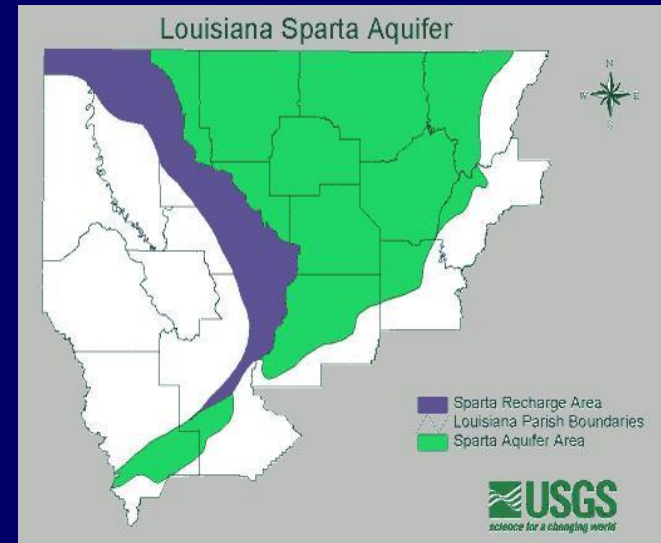 Louisiana Sparta Aquifer
N
W E
S
Sparta Recharge Area
Louisiana Parish Boundaries
Sparta Aquifer Area
USGS
science for a changing world